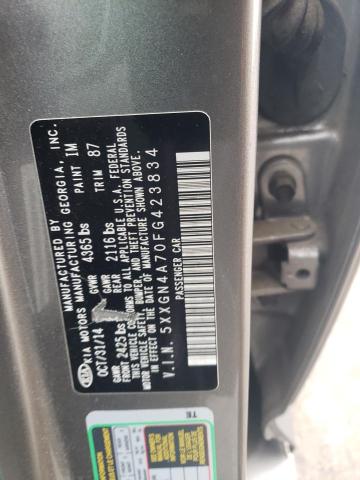 KIA MANUFACTURED BY
KIA MOTORS MANUFACTURING GEORGIA, INC.
OCT/31/14 GVWR 4365 lbs PAINT IM
GAWR GAWR TRIM 87
FRONT 2425 lbs REAR 2116 lbs
THIS VEHICLE CONFORMS TO ALL APPLICABLE U.S.A. FEDERAL
MOTOR VEHICLE SAFETY, BUMPER, AND THEFT PREVENTION STANDARDS
IN EFFECT ON THE DATE OF MANUFACTURE SHOWN ABOVE.
V.I.N. 5XXGN4A70FG423834
PASSENGER CAR
TE